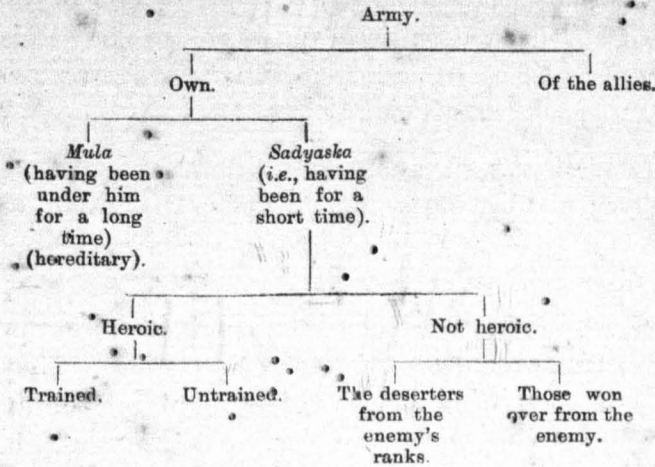 Army.
Own.
Of the allies.
Mula
(having been
under him
for a long
time)
(hereditary).
Sadyaska
(i.e., having
been for a
short time).
Heroic.
Not heroic.
Trained.
Untrained.
The deserters
from the
enemy's
ranks.
Those won
over from the
enemy.